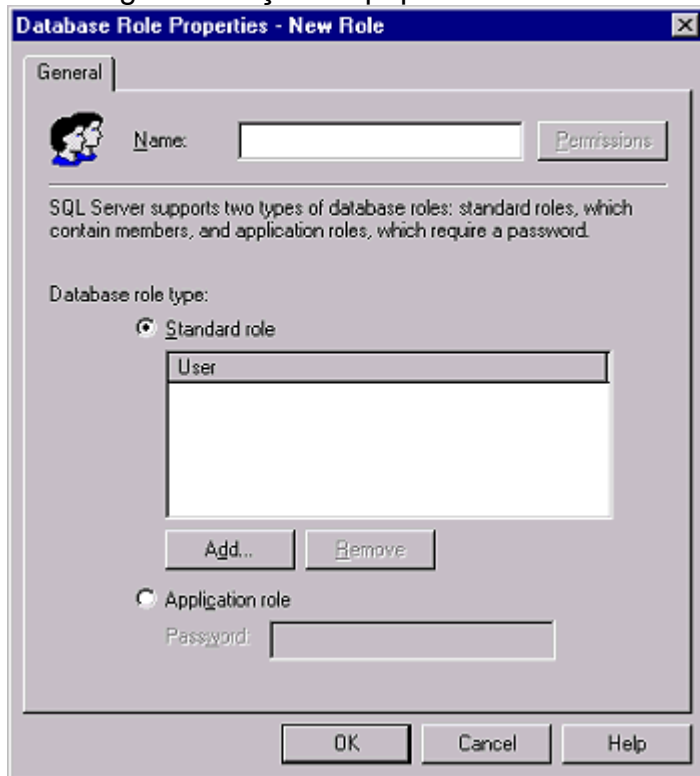 Database Role Properties - New Role
General
Name:
Permissions
SQL Server supports two types of database roles: standard roles, which
contain members, and application roles, which require a password.
Database role type:
Standard role
User
Add...
Remove
Application role
Password:
OK
Cancel
Help